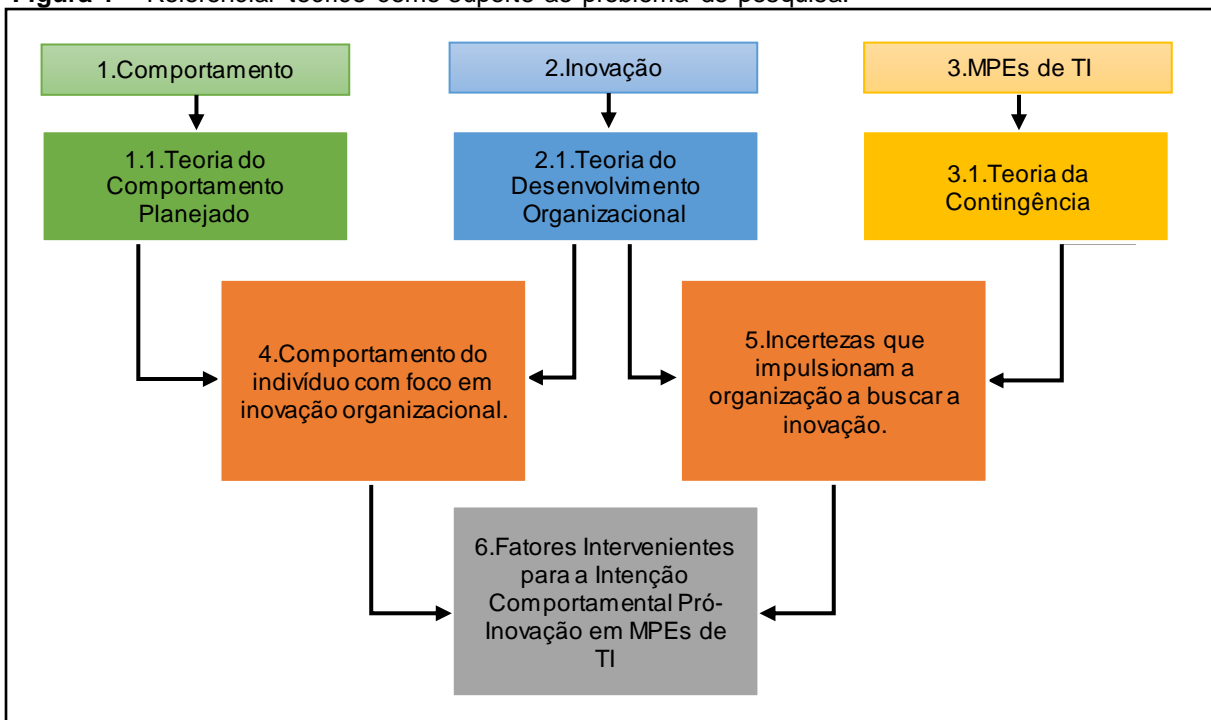 Figura 1 – Referencial teórico como suporte ao problema de pesquisa.
1.Comportamento
2.Inovação
3.MPEs de TI
1.1.Teoria do
Comportamento
Planejado
2.1.Teoria do
Desenvolvimento
Organizacional
3.1.Teoria da
Contingência
4.Comportamento do
indivíduo com foco em
inovação organizacional.
5.Incertezas que
impulsionam a
organização a buscar a
inovação.
6.Fatores Intervenientes
para a Intenção
Comportamental Pró-
Inovação em MPEs de
TI